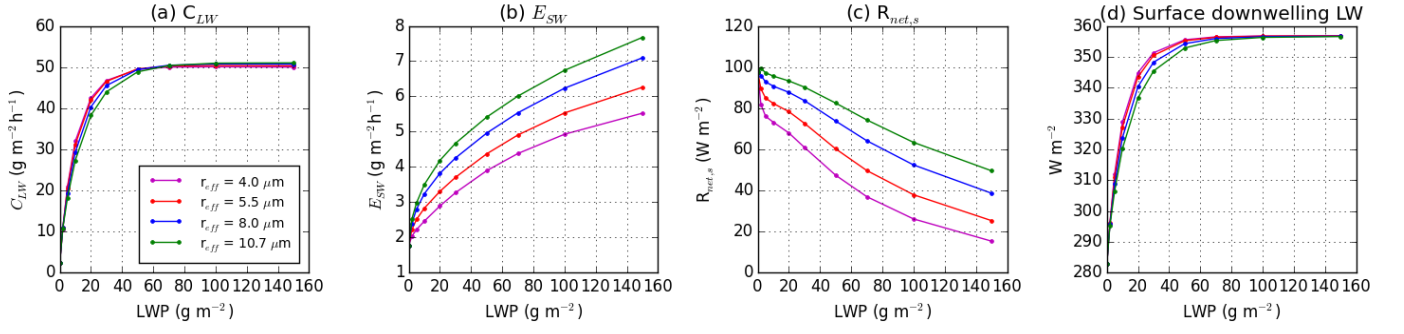 (a) C_LW
C_LW (g m⁻² h⁻¹)
60
50
40
30
20
10
0
r_eff = 4.0 μm
r_eff = 5.5 μm
r_eff = 8.0 μm
r_eff = 10.7 μm
0 20 40 60 80 100 120 140 160
LWP (g m⁻²)
(b) E_SW
E_SW (g m⁻² h⁻¹)
8
7
6
5
4
3
2
1
0 20 40 60 80 100 120 140 160
LWP (g m⁻²)
(c) R_net,s
R_net,s (W m⁻²)
120
100
80
60
40
20
0
0 20 40 60 80 100 120 140 160
LWP (g m⁻²)
(d) Surface downwelling LW
W m⁻²
360
350
340
330
320
310
300
290
280
0 20 40 60 80 100 120 140 160
LWP (g m⁻²)